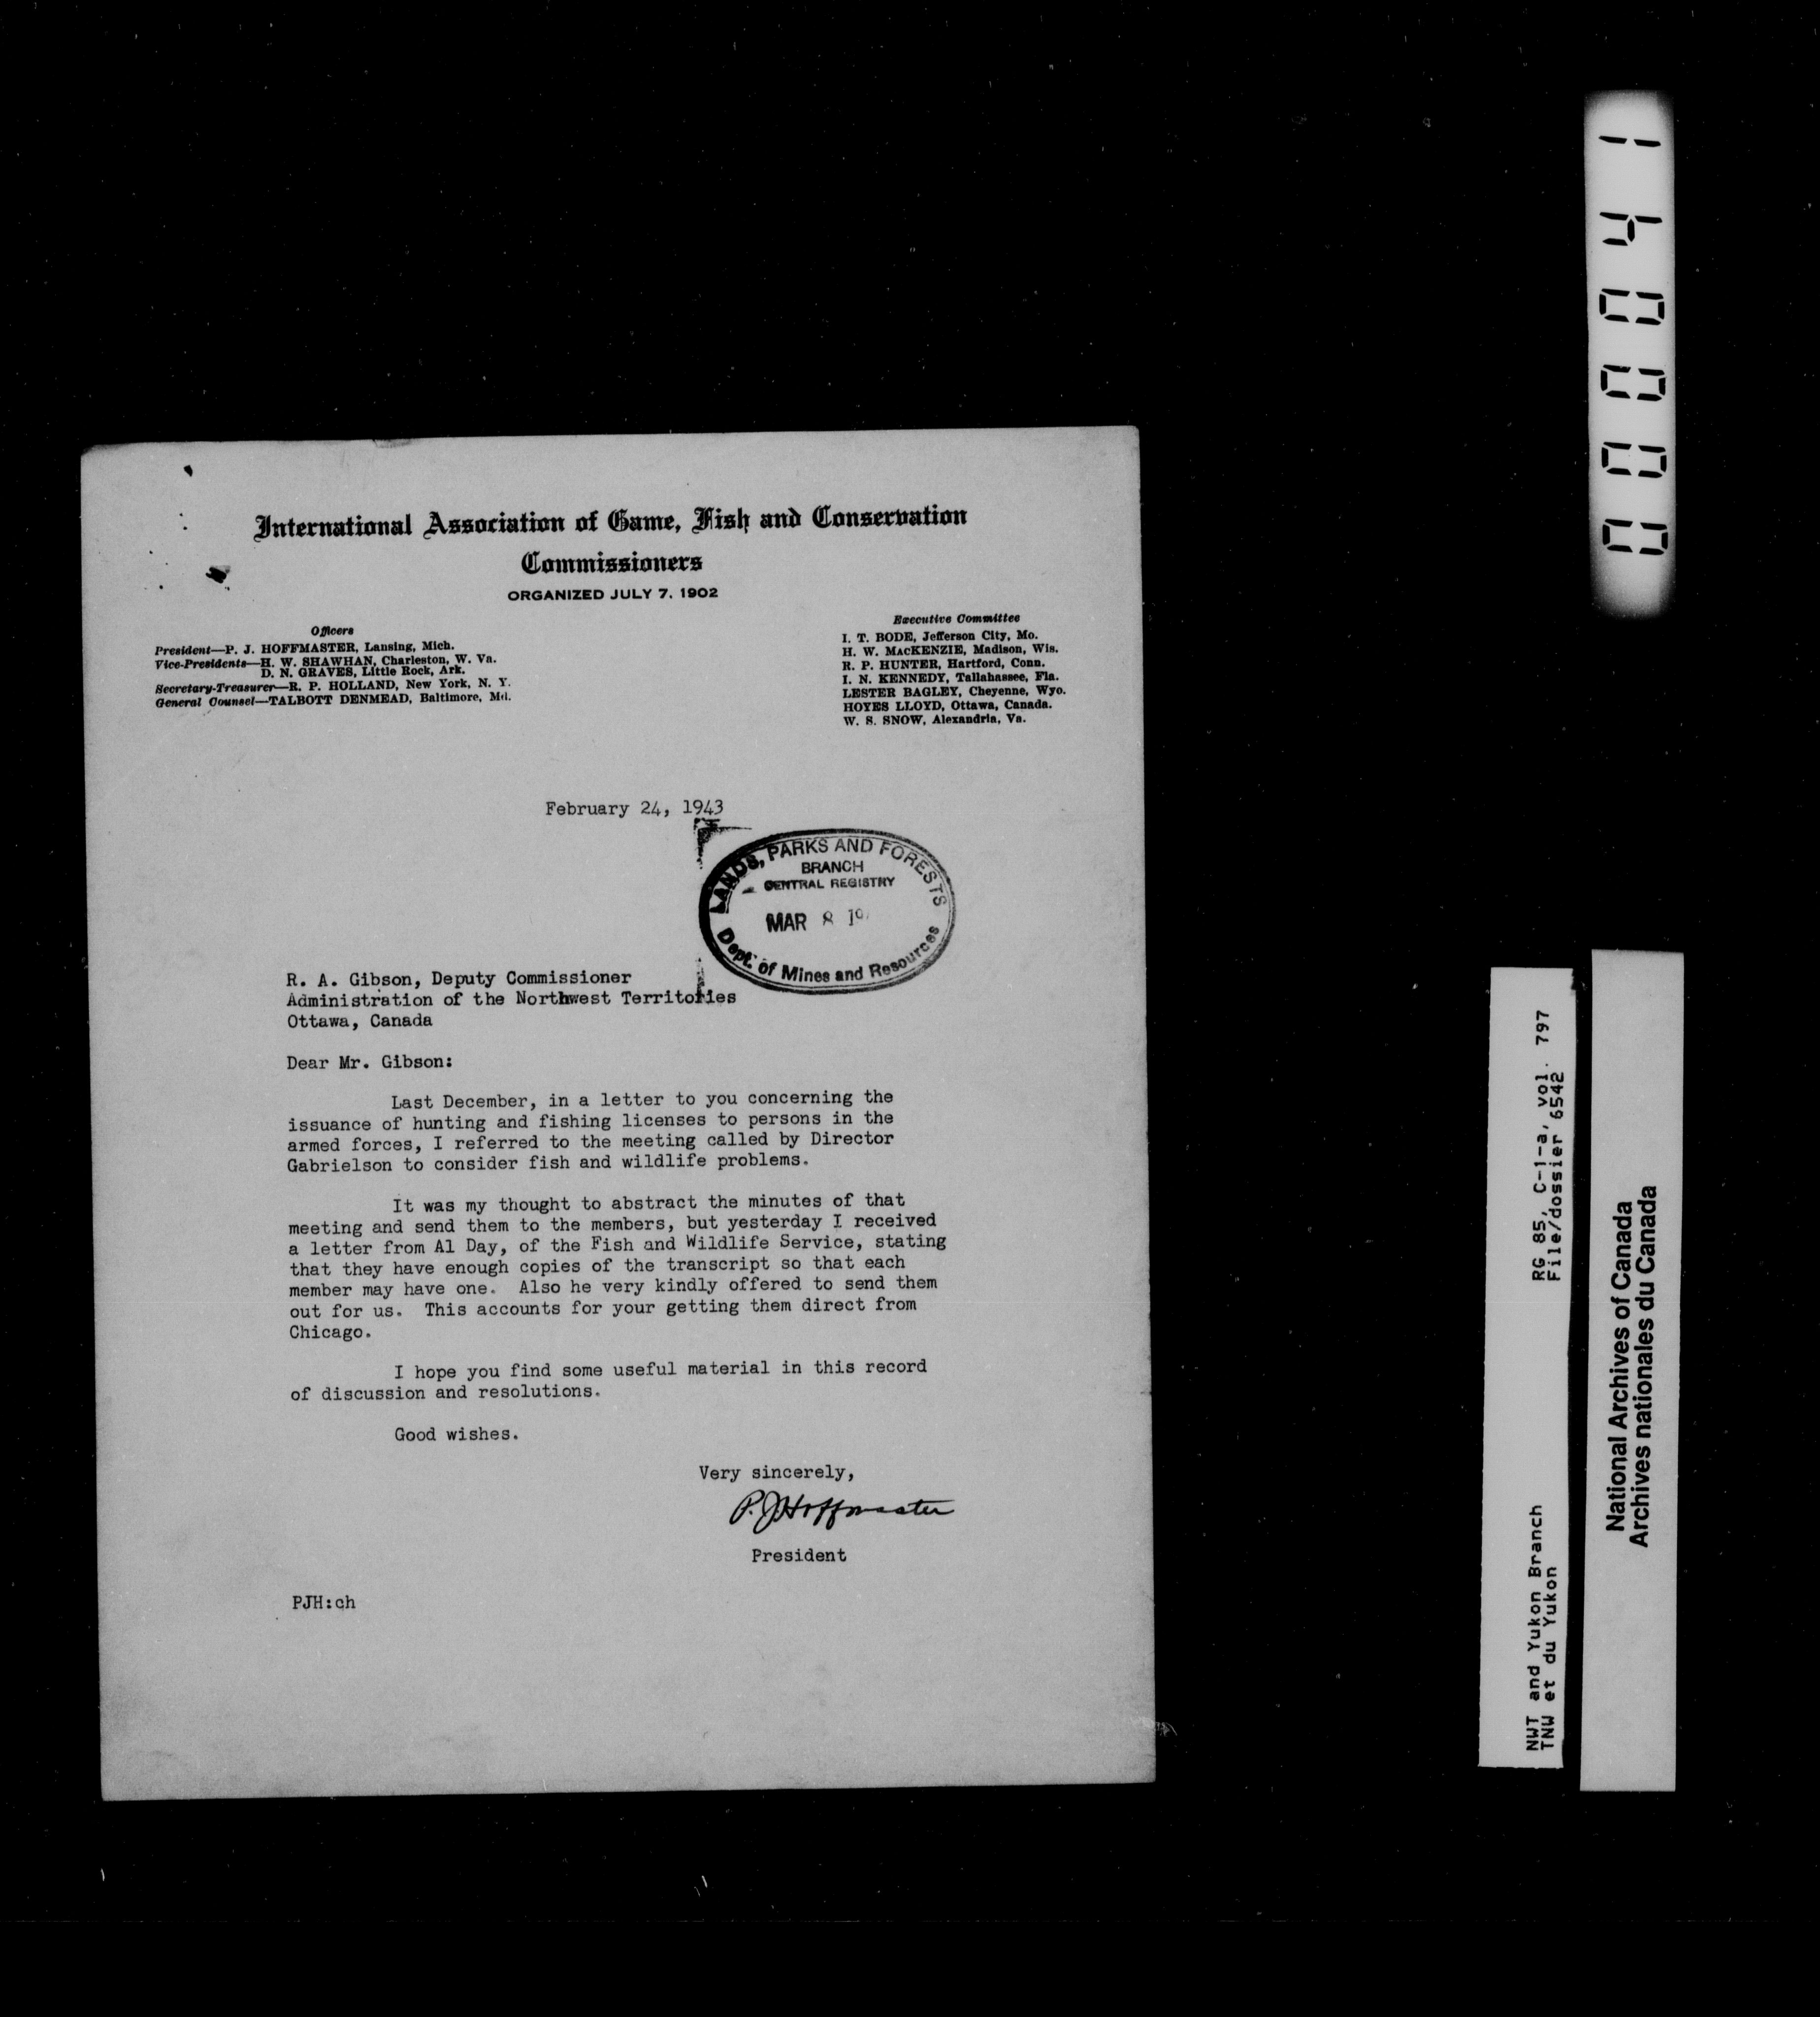 International Association of Game, Fish and Conservation
Commissioners
ORGANIZED JULY 7, 1902
Officers
President—P. J. HOFFMASTER, Lansing, Mich.
Vice-Presidents—H. W. SHAWHAN, Charleston, W. Va.
D. N. GRAVES, Little Rock, Ark.
Secretary-Treasurer—R. P. HOLLAND, New York, N. Y.
General Counsel—TALBOTT DENMEAD, Baltimore, Md.
Executive Committee
I. T. BODE, Jefferson City, Mo.
H. W. MACKENZIE, Madison, Wis.
R. P. HUNTER, Hartford, Conn.
I. N. KENNEDY, Tallahassee, Fla.
LESTER BAGLEY, Cheyenne, Wyo.
HOYES LLOYD, Ottawa, Canada.
W. S. SNOW, Alexandria, Va.
February 24, 1943
LANDS, PARKS AND FORESTS
BRANCH
CENTRAL REGISTRY
MAR 8 19
Dept. of Mines and Resources
R. A. Gibson, Deputy Commissioner
Administration of the Northwest Territories
Ottawa, Canada
Dear Mr. Gibson:
Last December, in a letter to you concerning the
issuance of hunting and fishing licenses to persons in the
armed forces, I referred to the meeting called by Director
Gabrielson to consider fish and wildlife problems.
It was my thought to abstract the minutes of that
meeting and send them to the members, but yesterday I received
a letter from Al Day, of the Fish and Wildlife Service, stating
that they have enough copies of the transcript so that each
member may have one. Also he very kindly offered to send them
out for us. This accounts for your getting them direct from
Chicago.
I hope you find some useful material in this record
of discussion and resolutions.
Good wishes.
Very sincerely,
P.J Hoffmaster
President
PJH:ch
000041
NWT and Yukon Branch RG 85, C-1-a, vol. 797
TNW et du Yukon File/dossier 6542
National Archives of Canada
Archives nationales du Canada